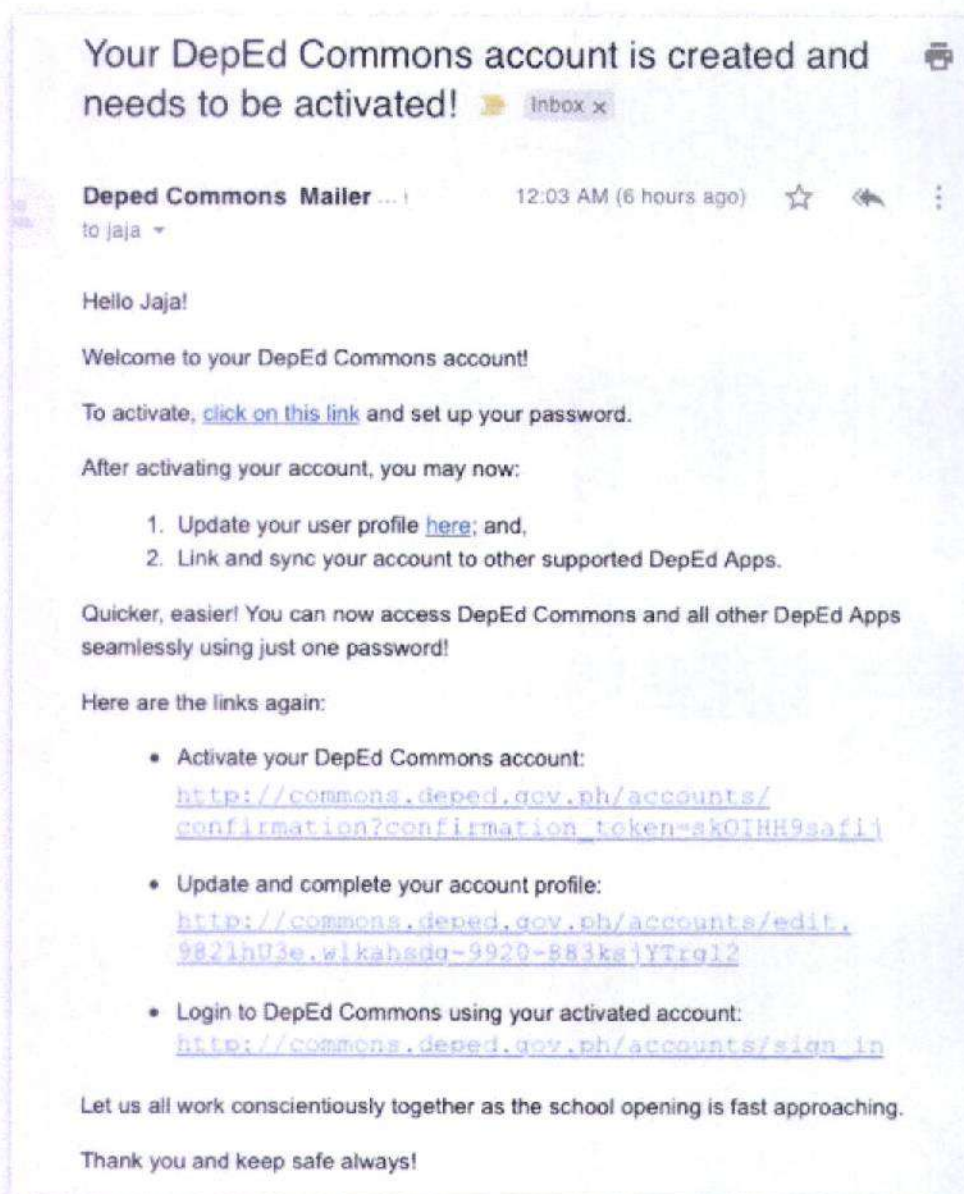 Your DepEd Commons account is created and
needs to be activated! Inbox x
Deped Commons Mailer ... 12:03 AM (6 hours ago)
to jaja
Hello Jaja!
Welcome to your DepEd Commons account!
To activate, click on this link and set up your password.
After activating your account, you may now:
1. Update your user profile here; and,
2. Link and sync your account to other supported DepEd Apps.
Quicker, easier! You can now access DepEd Commons and all other DepEd Apps
seamlessly using just one password!
Here are the links again:
• Activate your DepEd Commons account:
http://commons.deped.gov.ph/accounts/
confirmation?confirmation_token=skOIHH9safij
• Update and complete your account profile:
http://commons.deped.gov.ph/accounts/edit.
982lhU3e.wlkahsdg-9920-883ksjYTrgl2
• Login to DepEd Commons using your activated account:
http://commons.deped.gov.ph/accounts/sign_in
Let us all work conscientiously together as the school opening is fast approaching.
Thank you and keep safe always!